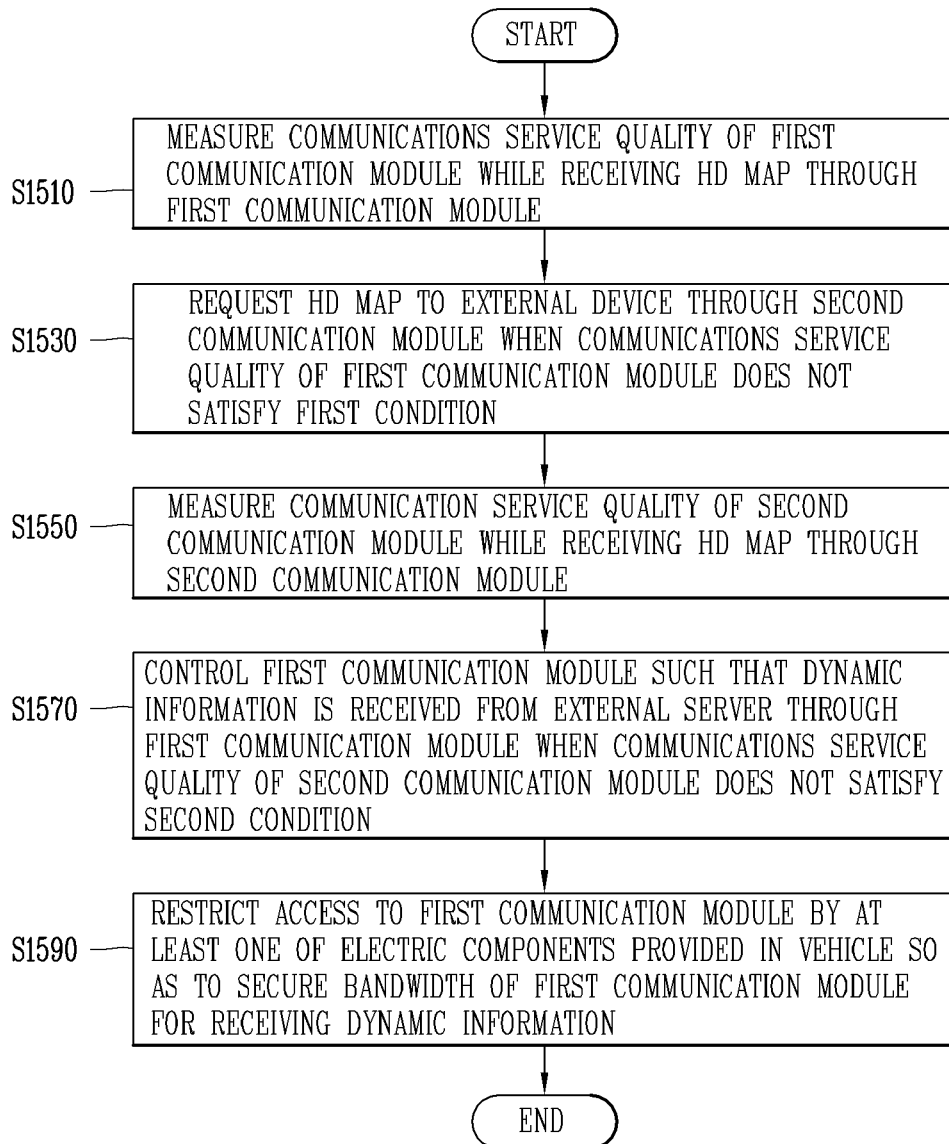 START
MEASURE COMMUNICATIONS SERVICE QUALITY OF FIRST
COMMUNICATION MODULE WHILE RECEIVING HD MAP THROUGH
FIRST COMMUNICATION MODULE
S1510
REQUEST HD MAP TO EXTERNAL DEVICE THROUGH SECOND
COMMUNICATION MODULE WHEN COMMUNICATIONS SERVICE
QUALITY OF FIRST COMMUNICATION MODULE DOES NOT
SATISFY FIRST CONDITION
S1530
MEASURE COMMUNICATION SERVICE QUALITY OF SECOND
COMMUNICATION MODULE WHILE RECEIVING HD MAP THROUGH
SECOND COMMUNICATION MODULE
S1550
CONTROL FIRST COMMUNICATION MODULE SUCH THAT DYNAMIC
INFORMATION IS RECEIVED FROM EXTERNAL SERVER THROUGH
FIRST COMMUNICATION MODULE WHEN COMMUNICATIONS SERVICE
QUALITY OF SECOND COMMUNICATION MODULE DOES NOT SATISFY
SECOND CONDITION
S1570
RESTRICT ACCESS TO FIRST COMMUNICATION MODULE BY AT
LEAST ONE OF ELECTRIC COMPONENTS PROVIDED IN VEHICLE SO
AS TO SECURE BANDWIDTH OF FIRST COMMUNICATION MODULE
FOR RECEIVING DYNAMIC INFORMATION
S1590
END